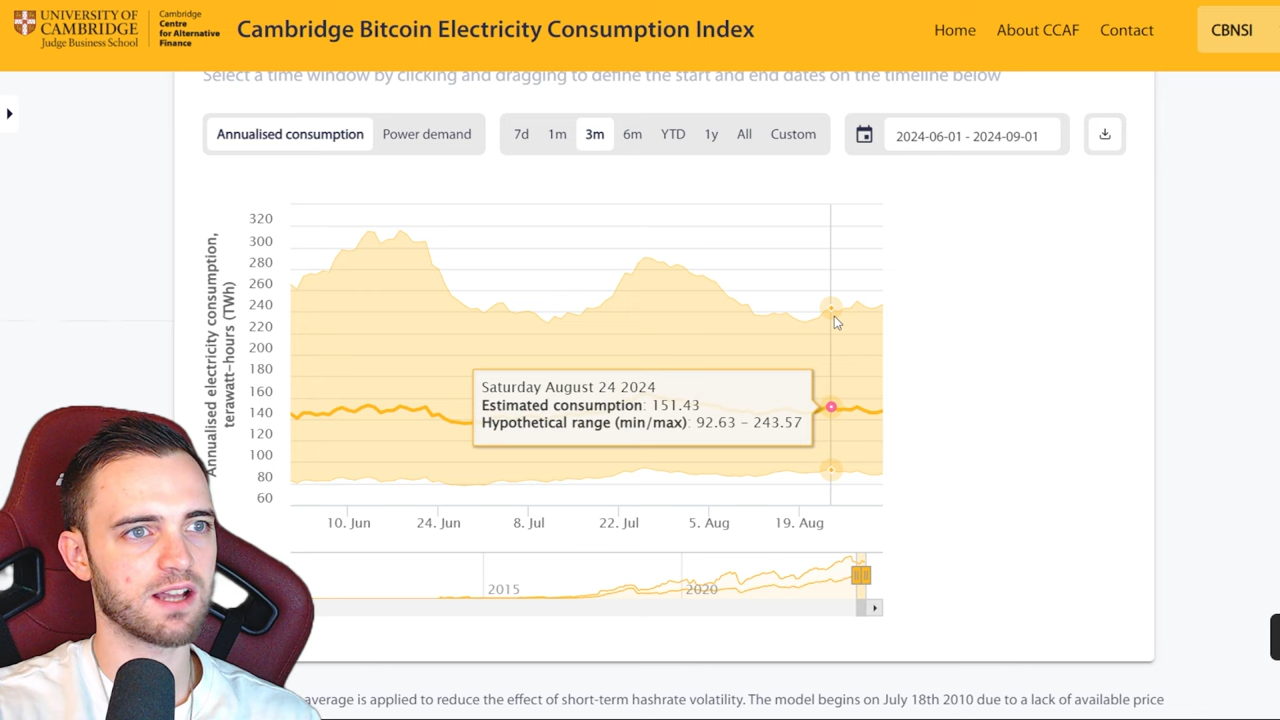 UNIVERSITY OF
CAMBRIDGE
Judge Business School
Cambridge
Centre
for Alternative
Finance
Cambridge Bitcoin Electricity Consumption Index
Home
About CCAF
Contact
CBNSI
Select a time window by clicking and dragging to define the start and end dates on the timeline below
Annualised consumption
Power demand
7d
1m
3m
6m
YTD
1y
All
Custom
2024-06-01 - 2024-09-01
Annualised electricity consumption,
terawatt-hours (TWh)
320
300
280
260
240
220
200
180
160
140
120
100
80
60
Saturday August 24 2024
Estimated consumption: 151.43
Hypothetical range (min/max): 92.63 – 243.57
10. Jun
24. Jun
8. Jul
22. Jul
5. Aug
19. Aug
2015
2020
average is applied to reduce the effect of short-term hashrate volatility. The model begins on July 18th 2010 due to a lack of available price